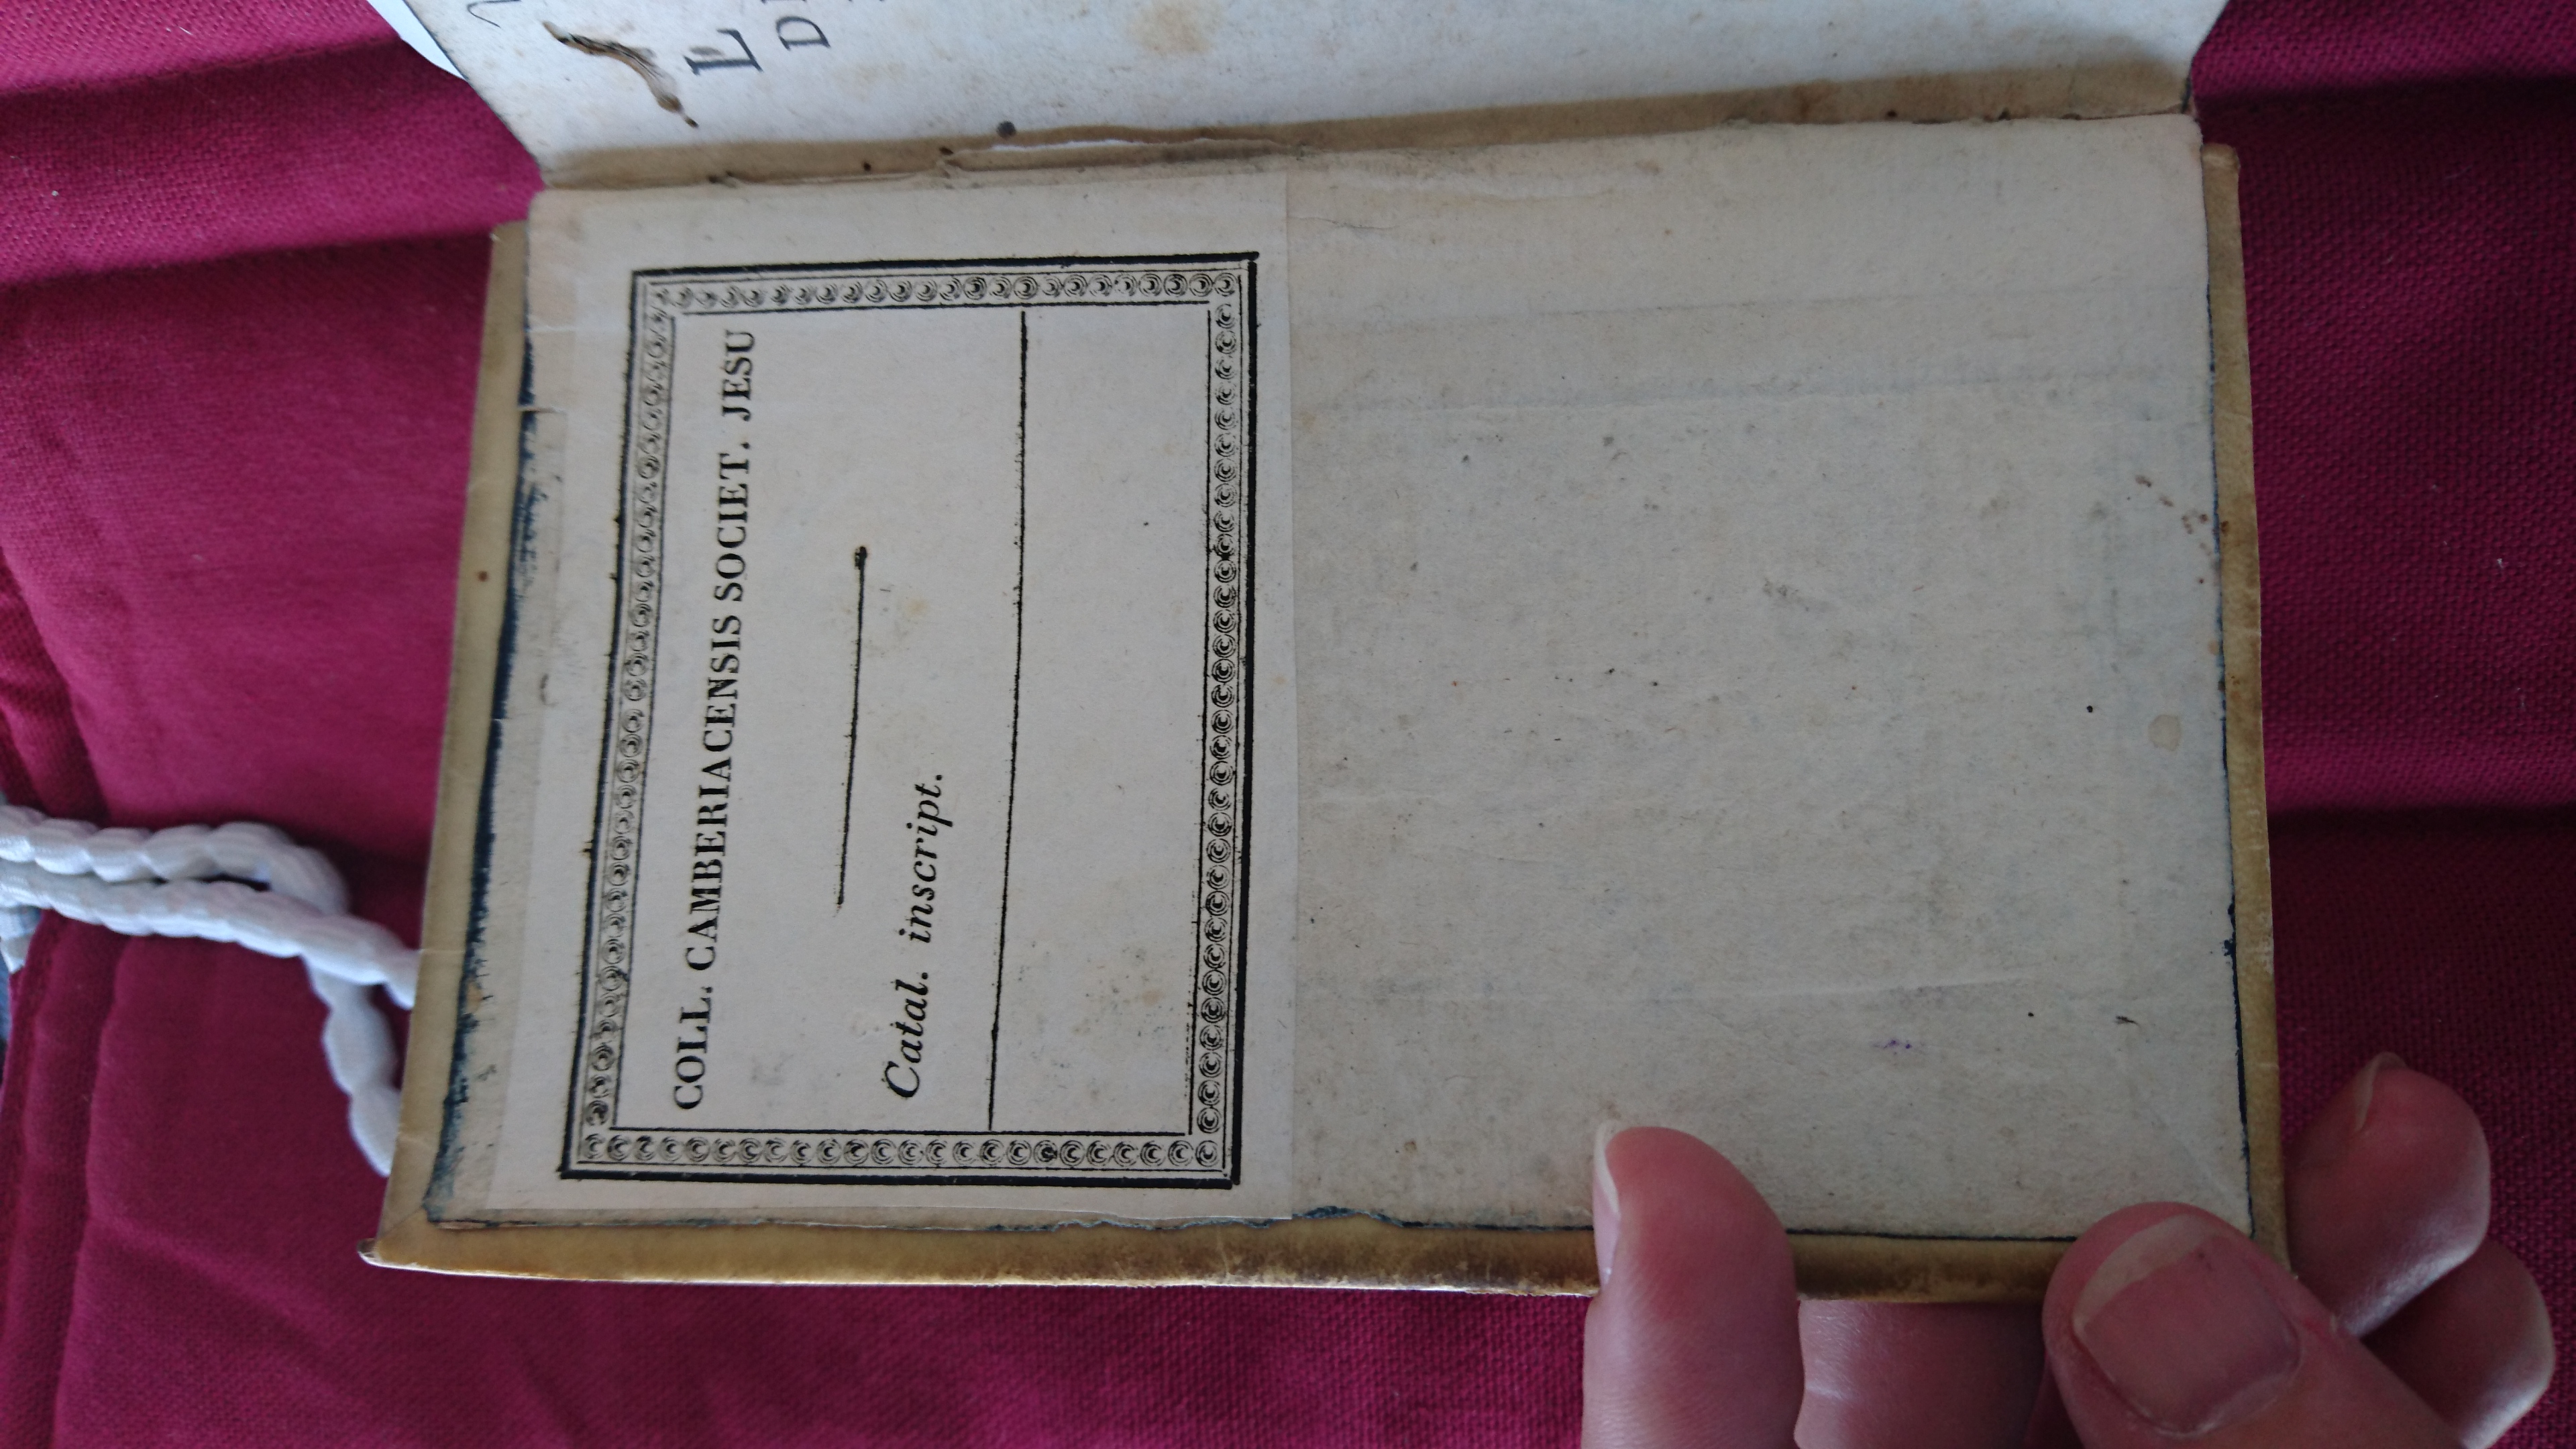 COLL. CAMBERIACENSIS SOCIET. JESU
Catal. inscript.